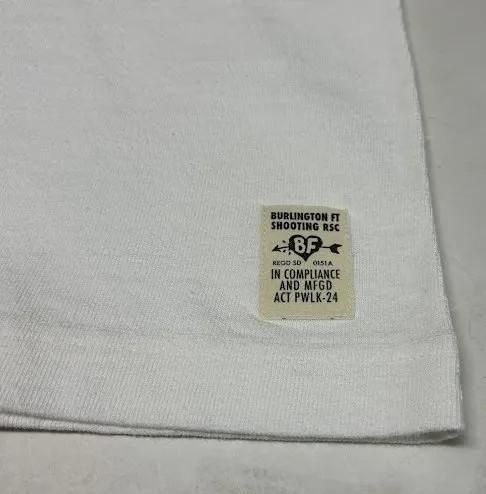 BURLINGTON FT
SHOOTING RSC
BF
REGD SD 0151A
IN COMPLIANCE
AND MFGD
ACT PWLK-24